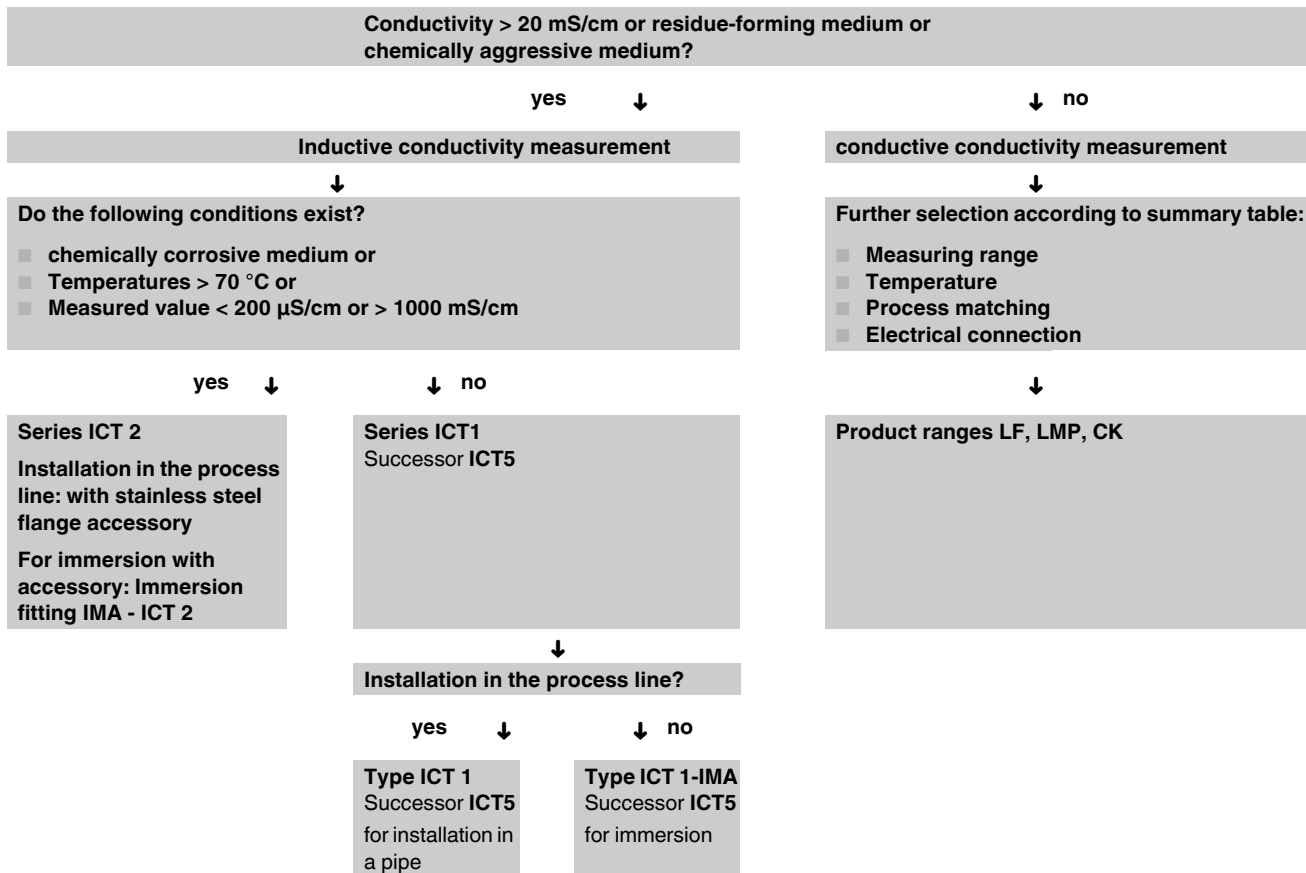 Conductivity > 20 mS/cm or residue-forming medium or
chemically aggressive medium?
yes ↓
↓ no
Inductive conductivity measurement
conductive conductivity measurement
↓
↓
Do the following conditions exist?
■ chemically corrosive medium or
■ Temperatures > 70 °C or
■ Measured value < 200 µS/cm or > 1000 mS/cm
Further selection according to summary table:
■ Measuring range
■ Temperature
■ Process matching
■ Electrical connection
yes ↓
↓ no
↓
Series ICT 2
Installation in the process
line: with stainless steel
flange accessory
For immersion with
accessory: Immersion
fitting IMA - ICT 2
Series ICT1
Successor ICT5
Product ranges LF, LMP, CK
↓
Installation in the process line?
yes ↓
↓ no
Type ICT 1
Successor ICT5
for installation in
a pipe
Type ICT 1-IMA
Successor ICT5
for immersion